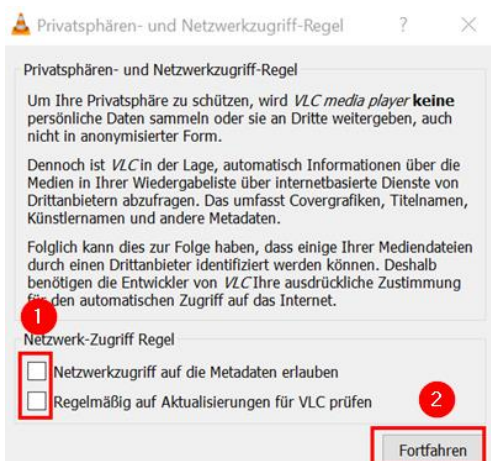 Privatsphären- und Netzwerkzugriff-Regel ? ×
Privatsphären- und Netzwerkzugriff-Regel
Um Ihre Privatsphäre zu schützen, wird VLC media player keine
persönliche Daten sammeln oder sie an Dritte weitergeben, auch
nicht in anonymisierter Form.
Dennoch ist VLC in der Lage, automatisch Informationen über die
Medien in Ihrer Wiedergabeliste über internetbasierte Dienste von
Drittanbietern abzufragen. Das umfasst Covergrafiken, Titelnamen,
Künstlernamen und andere Metadaten.
Folglich kann dies zur Folge haben, dass einige Ihrer Mediendateien
durch einen Drittanbieter identifiziert werden können. Deshalb
benötigen die Entwickler von VLC Ihre ausdrückliche Zustimmung
für den automatischen Zugriff auf das Internet.
1
Netzwerk-Zugriff Regel
Netzwerkzugriff auf die Metadaten erlauben
Regelmäßig auf Aktualisierungen für VLC prüfen
2
Fortfahren